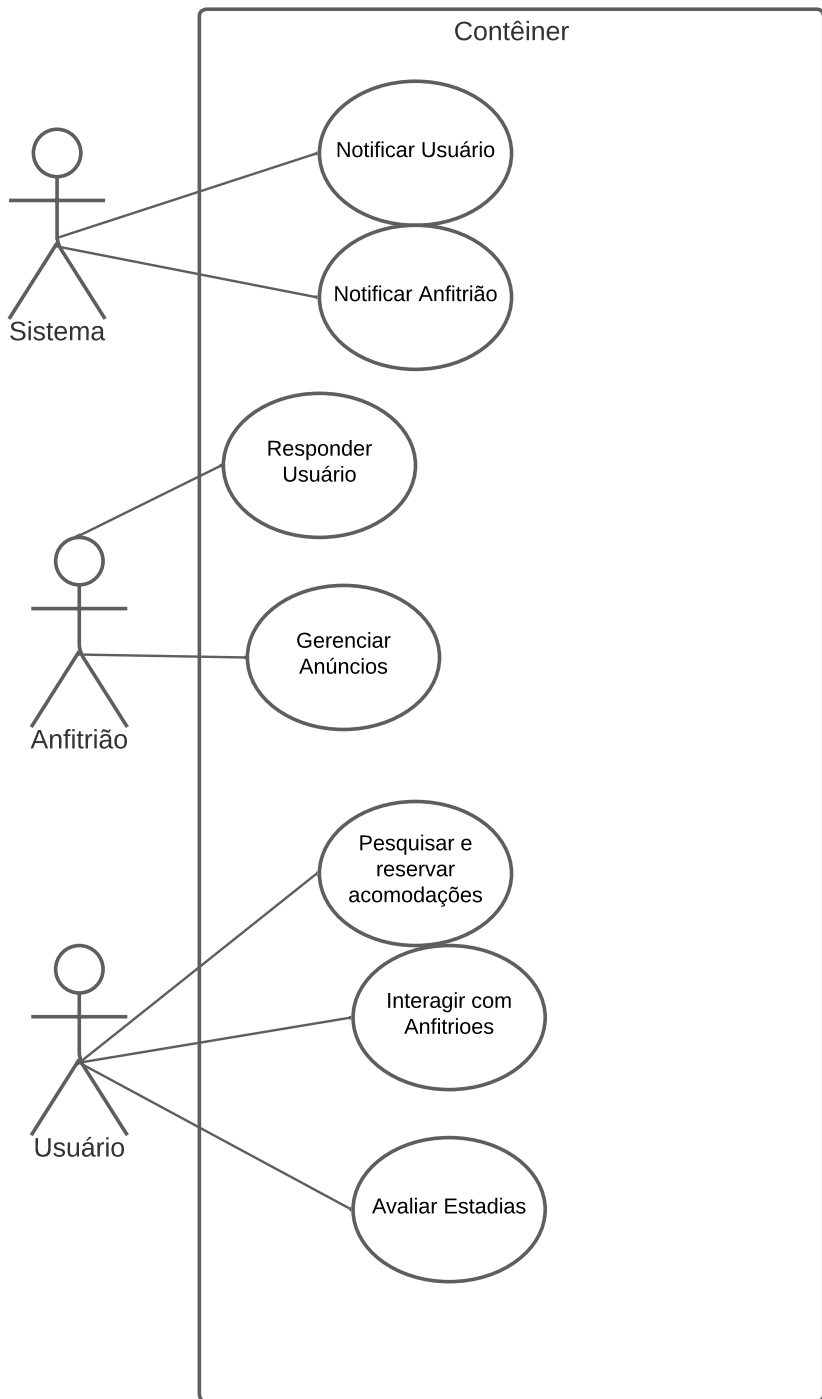 Contêiner
Notificar Usuário
Notificar Anfitrião
Sistema
Responder
Usuário
Gerenciar
Anúncios
Anfitrião
Pesquisar e
reservar
acomodações
Interagir com
Anfitrioes
Usuário
Avaliar Estadias